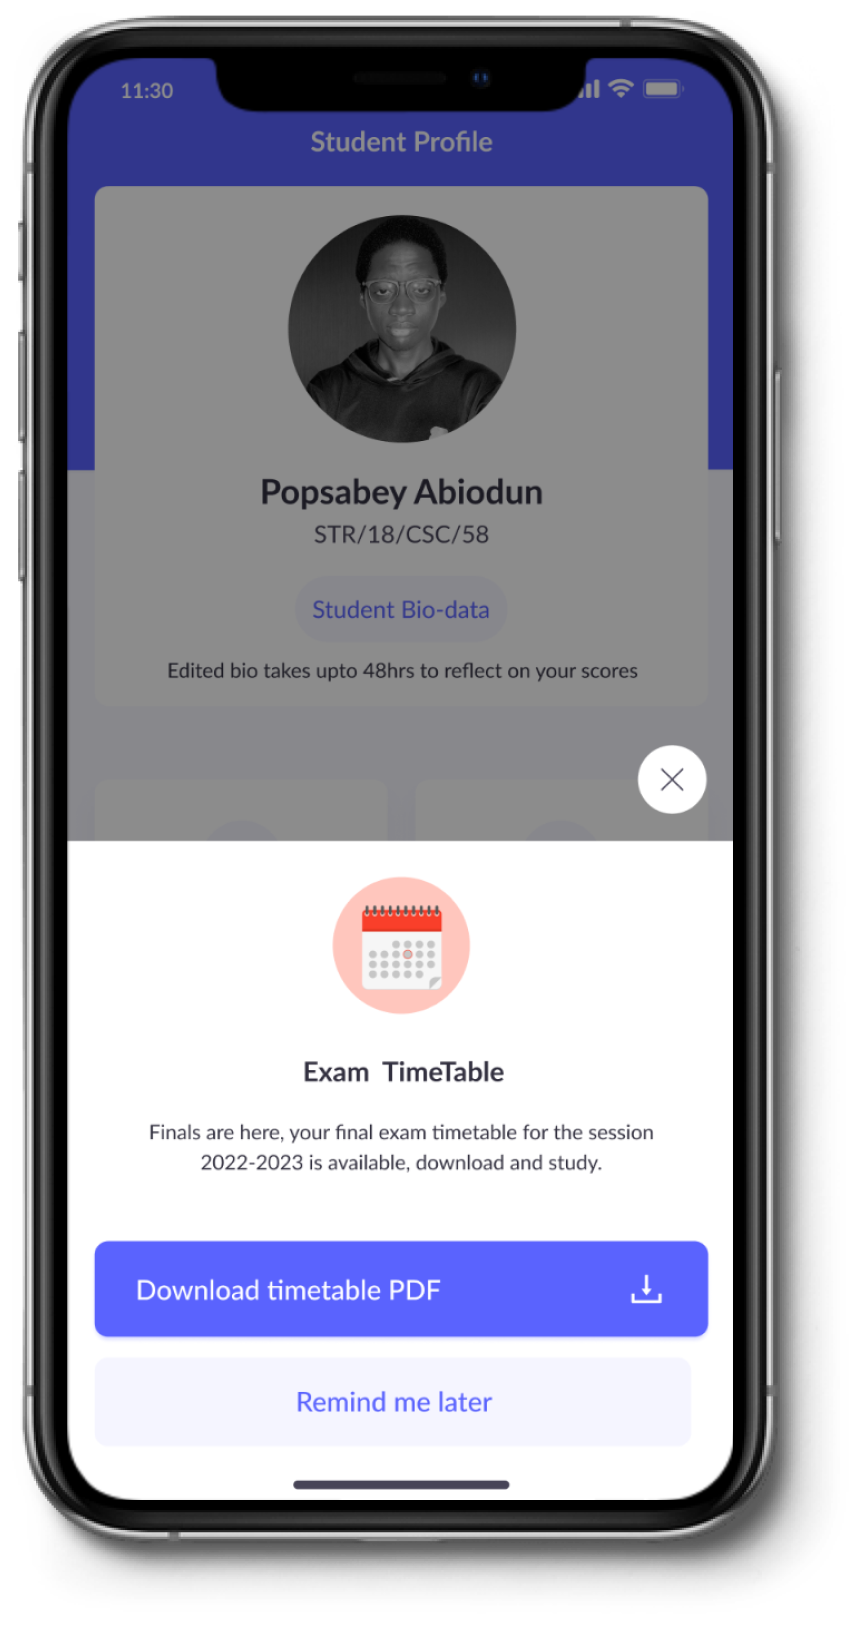 11:30
Student Profile
Popsabey Abiodun
STR/18/CSC/58
Student Bio-data
Edited bio takes upto 48hrs to reflect on your scores
Exam TimeTable
Finals are here, your final exam timetable for the session
2022-2023 is available, download and study.
Download timetable PDF
Remind me later